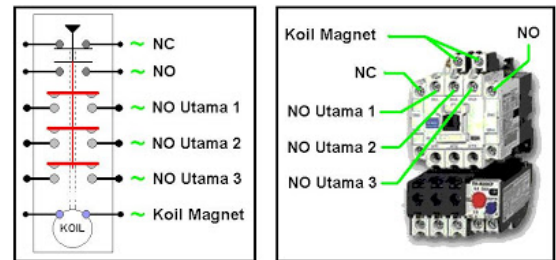 NC
NO
NO Utama 1
NO Utama 2
NO Utama 3
Koil Magnet
KOIL
Koil Magnet
NO
NC
NO Utama 1
NO Utama 2
NO Utama 3